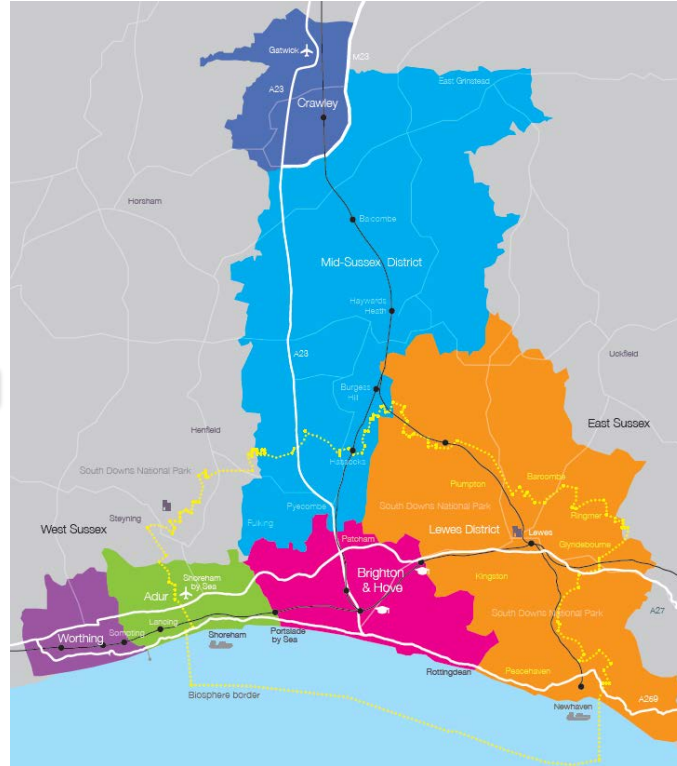 Gatwick
M23
A23
East Grinstead
Crawley
Horsham
Balcombe
Mid-Sussex District
Haywards
Heath
A23
Uckfield
Burgess
Hill
East Sussex
Henfield
Hassocks
South Downs National Park
Plumpton
Barcombe
Steyning
Pyecombe
South Downs National Park
Ringmer
West Sussex
Fulking
Patcham
Lewes District
Lewes
Glyndebourne
Shoreham
by Sea
Adur
Brighton
& Hove
Kingston
A27
Worthing
Sompting
Lancing
Shoreham
Portslade
by Sea
South Downs National Park
Rottingdean
Peacehaven
Biosphere border
Newhaven
A259